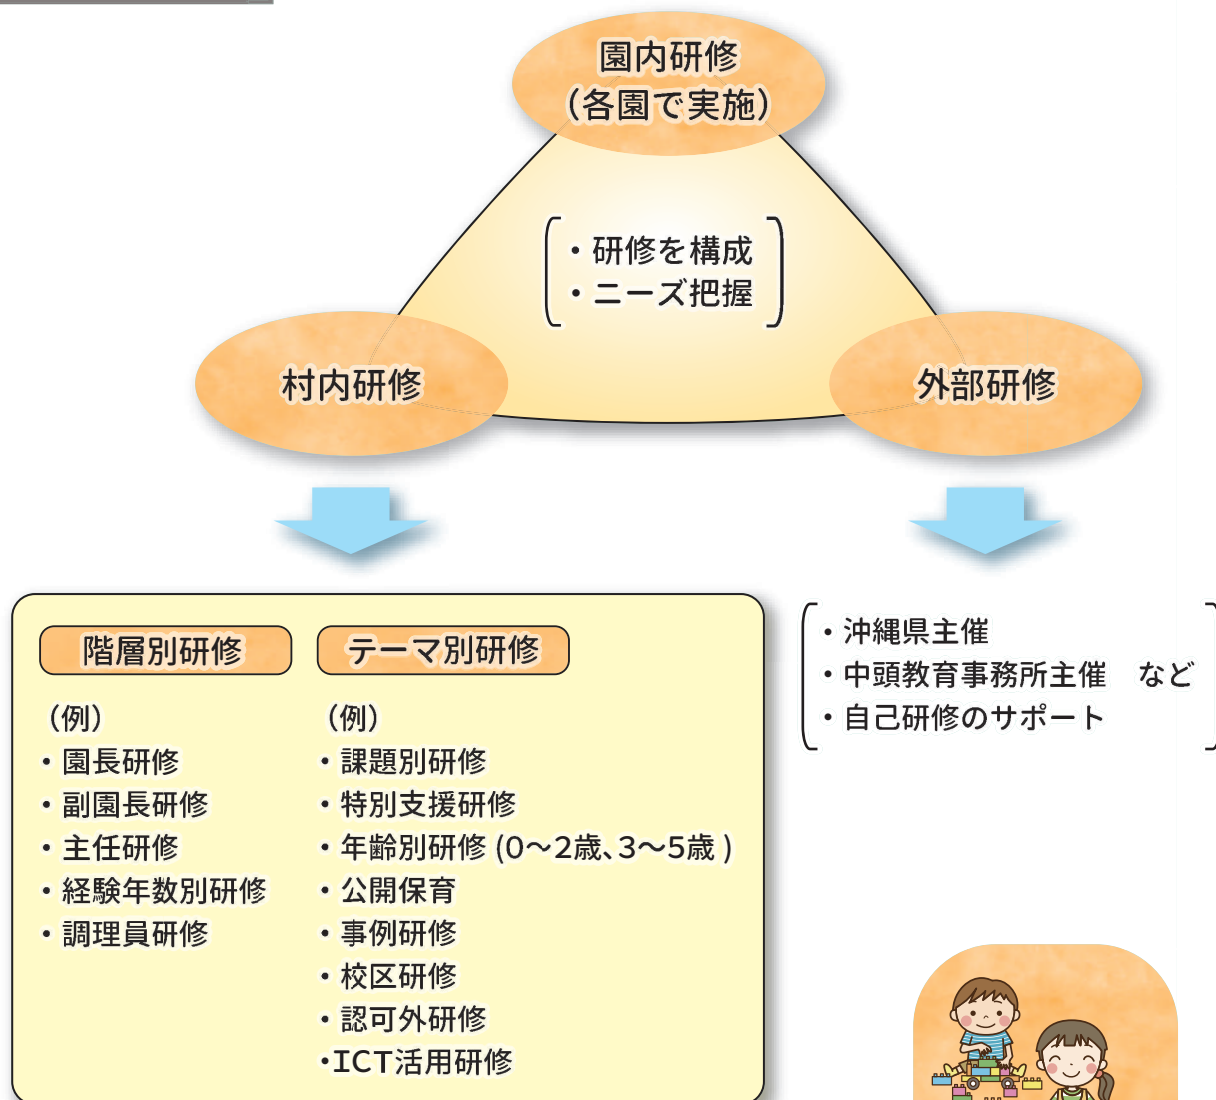 園内研修
（各園で実施）
・研修を構成
・ニーズ把握
村内研修
外部研修
階層別研修
（例）
・園長研修
・副園長研修
・主任研修
・経験年数別研修
・調理員研修
テーマ別研修
（例）
・課題別研修
・特別支援研修
・年齢別研修 (0～2歳、3～5歳 )
・公開保育
・事例研修
・校区研修
・認可外研修
・ICT活用研修
・沖縄県主催
・中頭教育事務所主催　など
・自己研修のサポート